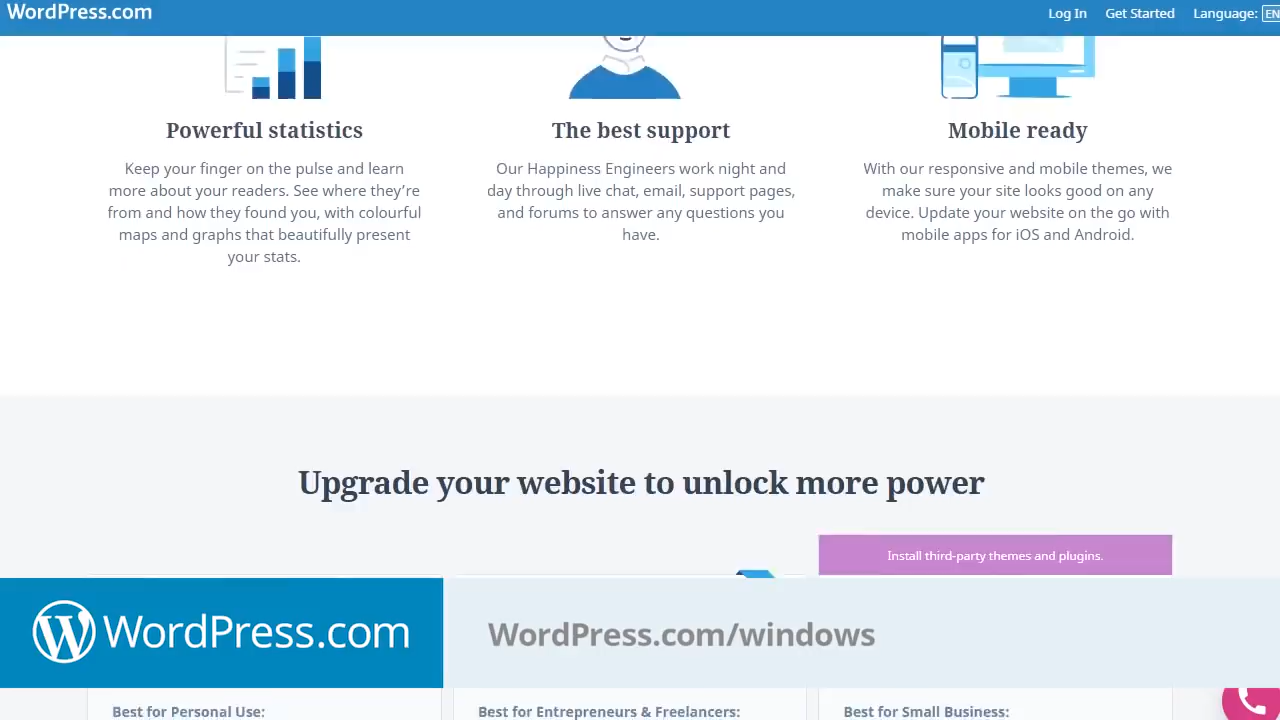 WordPress.com
Log In Get Started Language: EN
Powerful statistics
Keep your finger on the pulse and learn
more about your readers. See where they’re
from and how they found you, with colourful
maps and graphs that beautifully present
your stats.
The best support
Our Happiness Engineers work night and
day through live chat, email, support pages,
and forums to answer any questions you
have.
Mobile ready
With our responsive and mobile themes, we
make sure your site looks good on any
device. Update your website on the go with
mobile apps for iOS and Android.
Upgrade your website to unlock more power
Install third-party themes and plugins.
WordPress.com
WordPress.com/windows
Best for Personal Use:
Best for Entrepreneurs & Freelancers:
Best for Small Business: